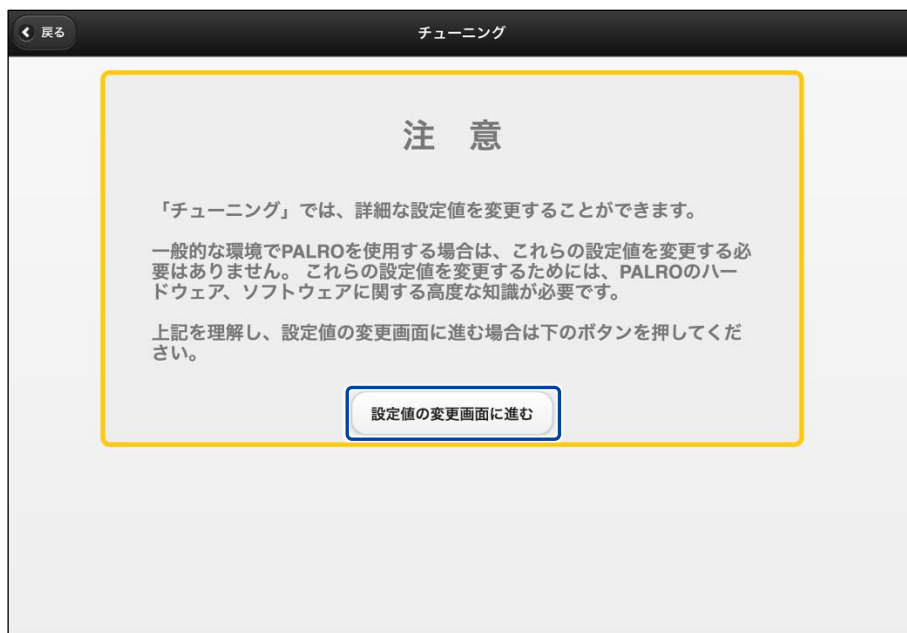 戻る
チューニング
注　意
「チューニング」では、詳細な設定値を変更することができます。
一般的な環境でPALROを使用する場合は、これらの設定値を変更する必
要はありません。 これらの設定値を変更するためには、PALROのハー
ドウェア、ソフトウェアに関する高度な知識が必要です。
上記を理解し、設定値の変更画面に進む場合は下のボタンを押してくだ
さい。
設定値の変更画面に進む